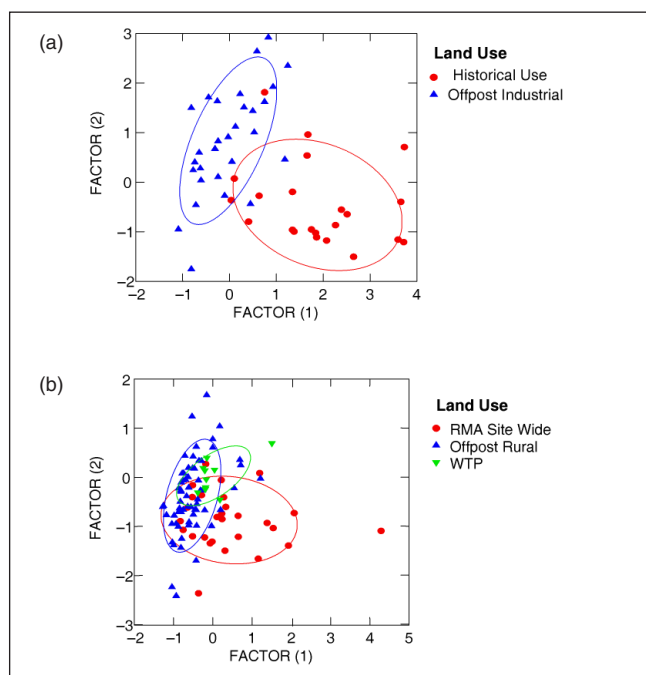 (a)
3
2
1
0
−1
−2
FACTOR (2)
−2 −1 0 1 2 3 4
FACTOR (1)
Land Use
Historical Use
Offpost Industrial
(b)
2
1
0
−1
−2
−3
FACTOR (2)
−2 −1 0 1 2 3 4 5
FACTOR (1)
Land Use
RMA Site Wide
Offpost Rural
WTP